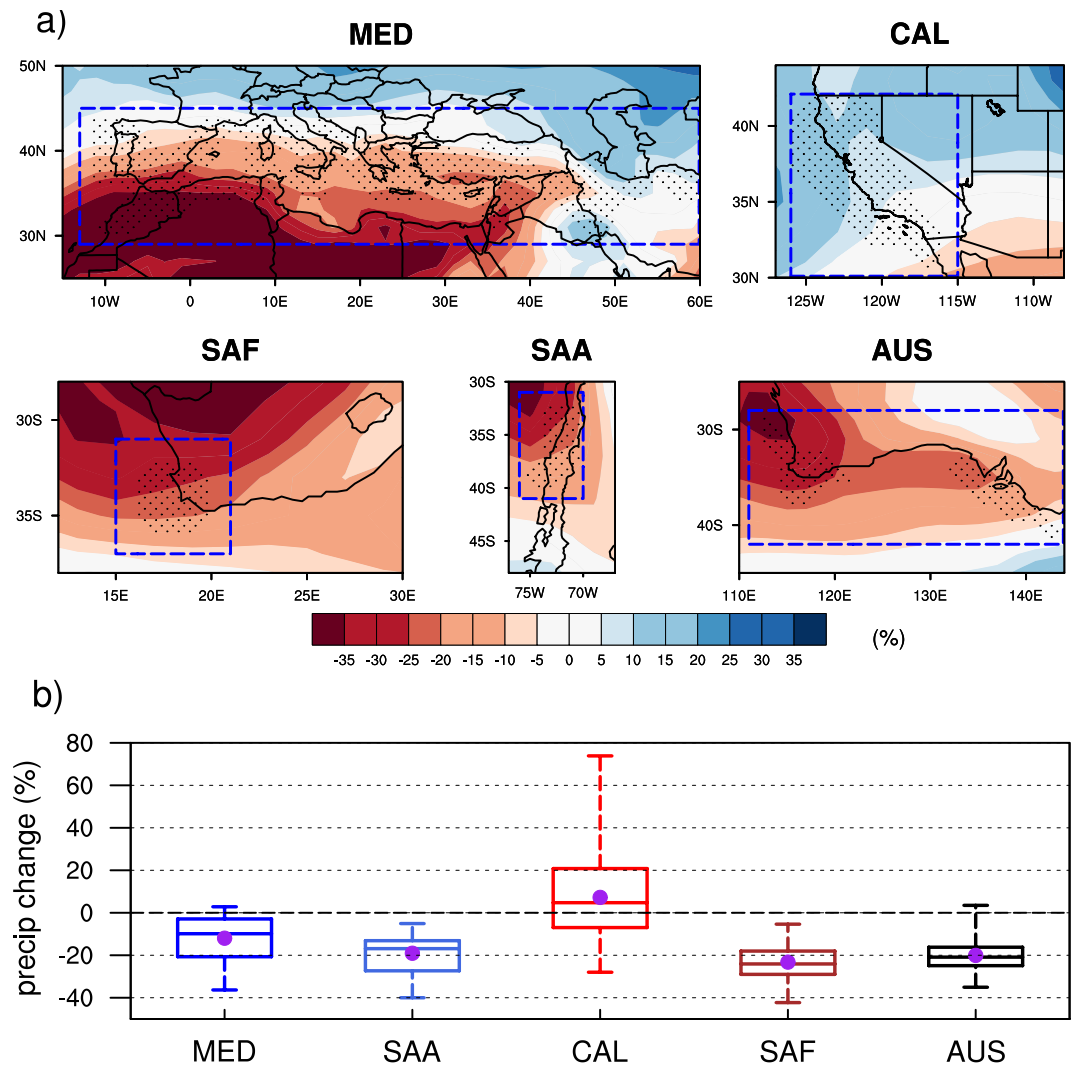 a)
MED
CAL
50N
40N
30N
10W 0 10E 20E 30E 40E 50E 60E
40N
35N
30N
125W 120W 115W 110W
SAF
SAA
AUS
30S
35S
15E 20E 25E 30E
30S
35S
40S
45S
75W 70W
30S
40S
110E 120E 130E 140E
-35 -30 -25 -20 -15 -10 -5 0 5 10 15 20 25 30 35
(%)
b)
precip change (%)
80
60
40
20
0
-20
-40
MED SAA CAL SAF AUS